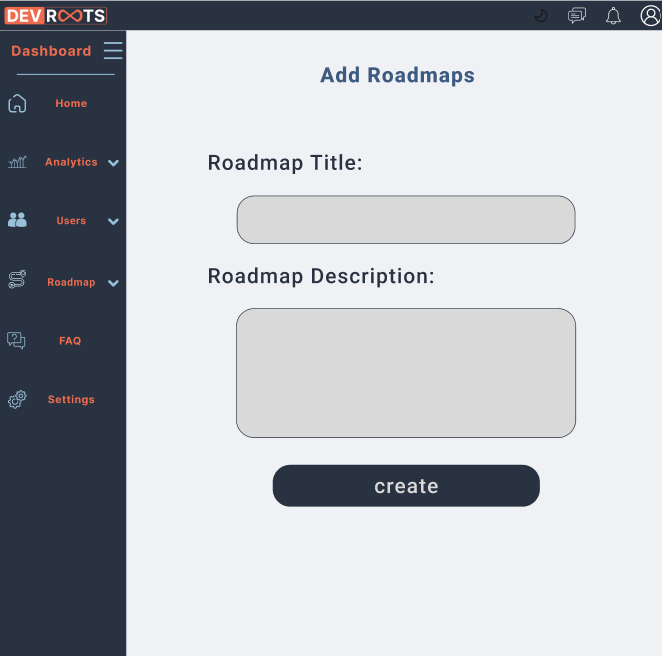 DEVROOTS
Dashboard
Home
Analytics
Users
Roadmap
FAQ
Settings
Add Roadmaps
Roadmap Title:
Roadmap Description:
create